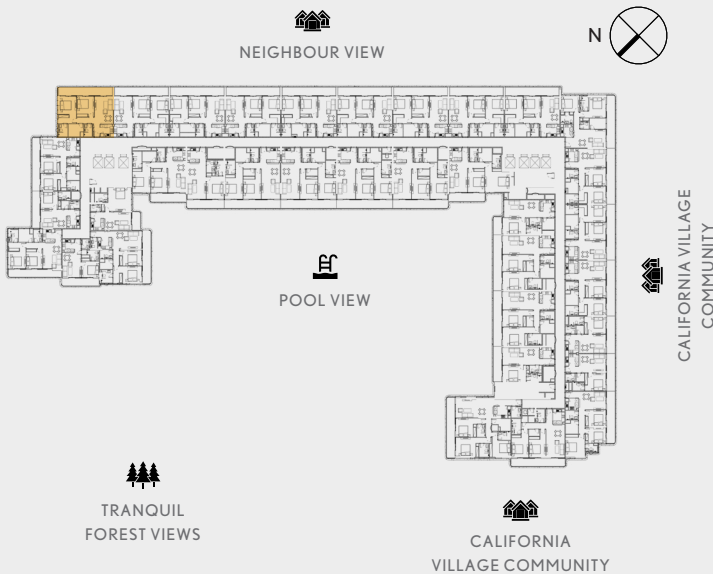 N
NEIGHBOUR VIEW
CALIFORNIA VILLAGE
COMMUNITY
POOL VIEW
TRANQUIL
FOREST VIEWS
CALIFORNIA
VILLAGE COMMUNITY